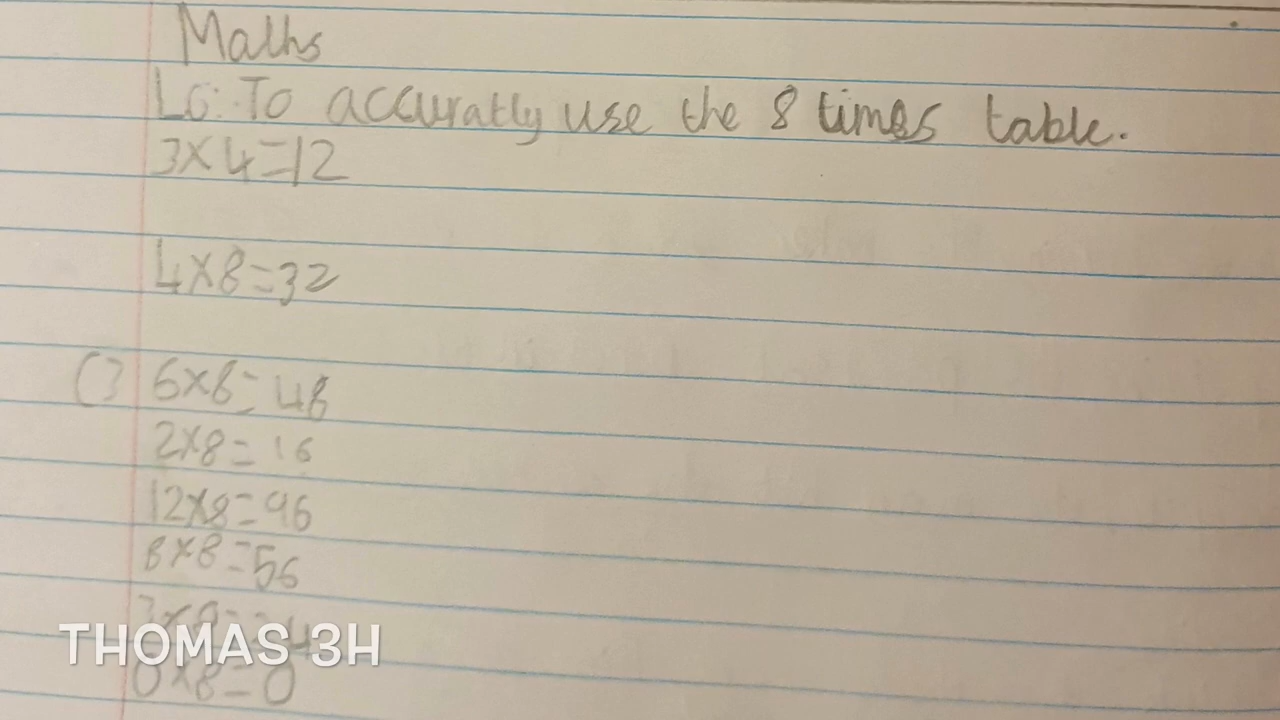 Maths
LO: To accuratly use the 8 times table.
3x4=12
4x8=32
6x8=48
2x8=16
12x8=96
8x8=56
THOMAS 3H
0x8=0